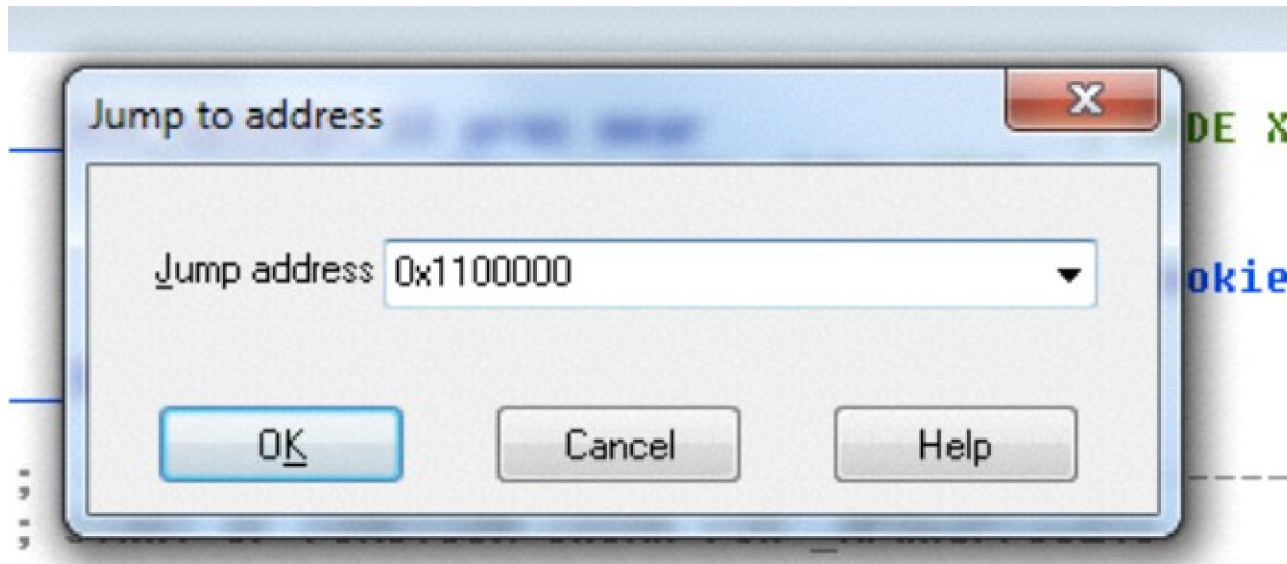 Jump to address
DE X
Jump address 0x1100000
okie
OK Cancel Help
;
;